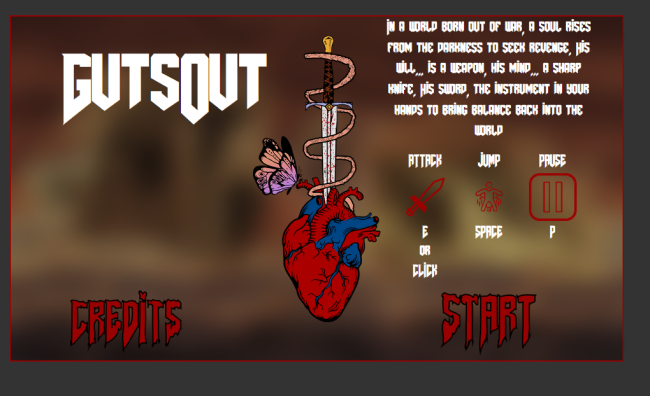 GUTSOUT
IN A WORLD BORN OUT OF WAR, A SOUL RISES
FROM THE DARKNESS TO SEEK REVENGE, HIS
WILL,,, IS A WEAPON, HIS MIND,,, A SHARP
KNIFE, HIS SWORD, THE INSTRUMENT IN YOUR
HANDS TO BRING BALANCE BACK INTO THE
WORLD
ATTACK JUMP PAUSE
E SPACE P
OR
CLICK
CREDITS START